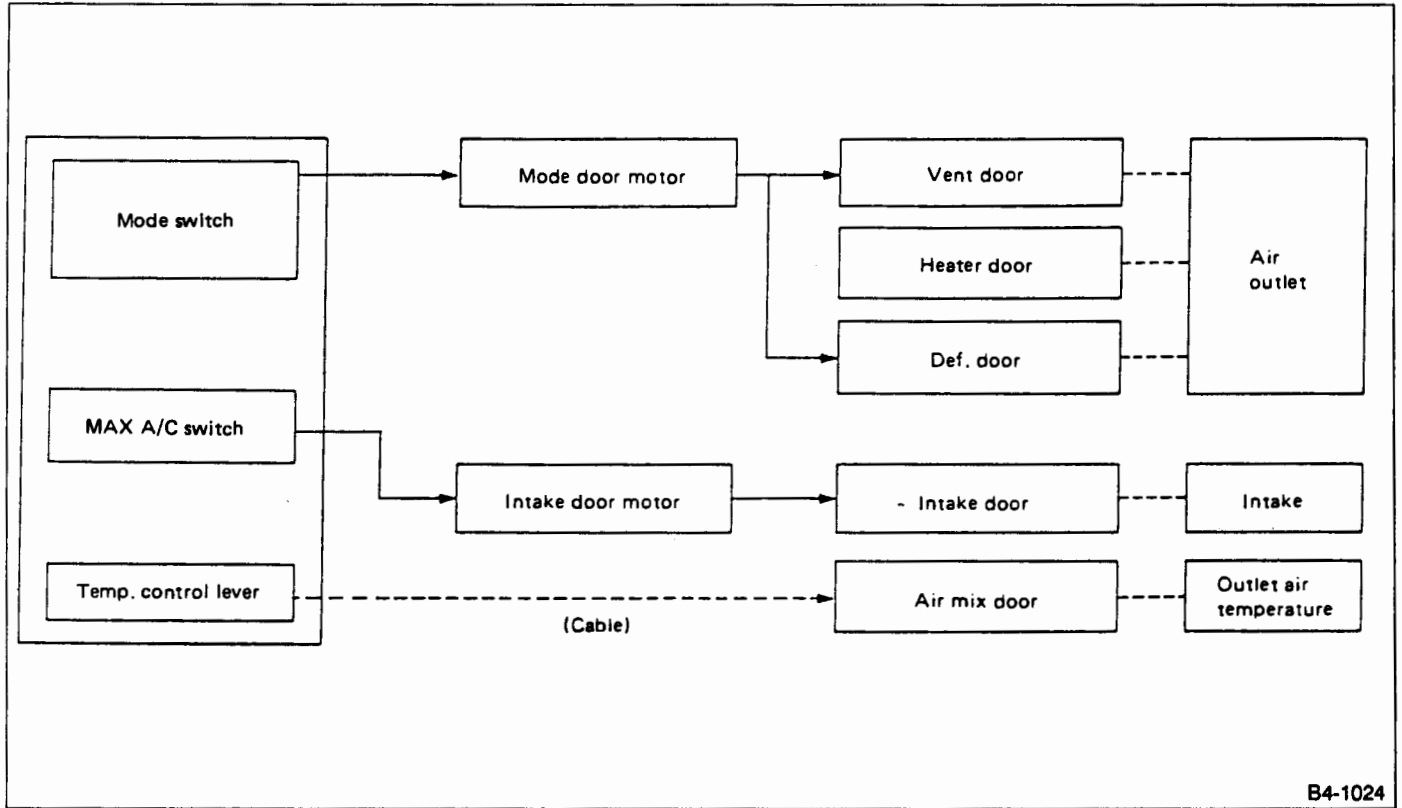 Mode switch
Mode door motor
Vent door
Heater door
Def. door
Air
outlet
MAX A/C switch
Intake door motor
- Intake door
Intake
Temp. control lever
(Cable)
Air mix door
Outlet air
temperature
B4-1024